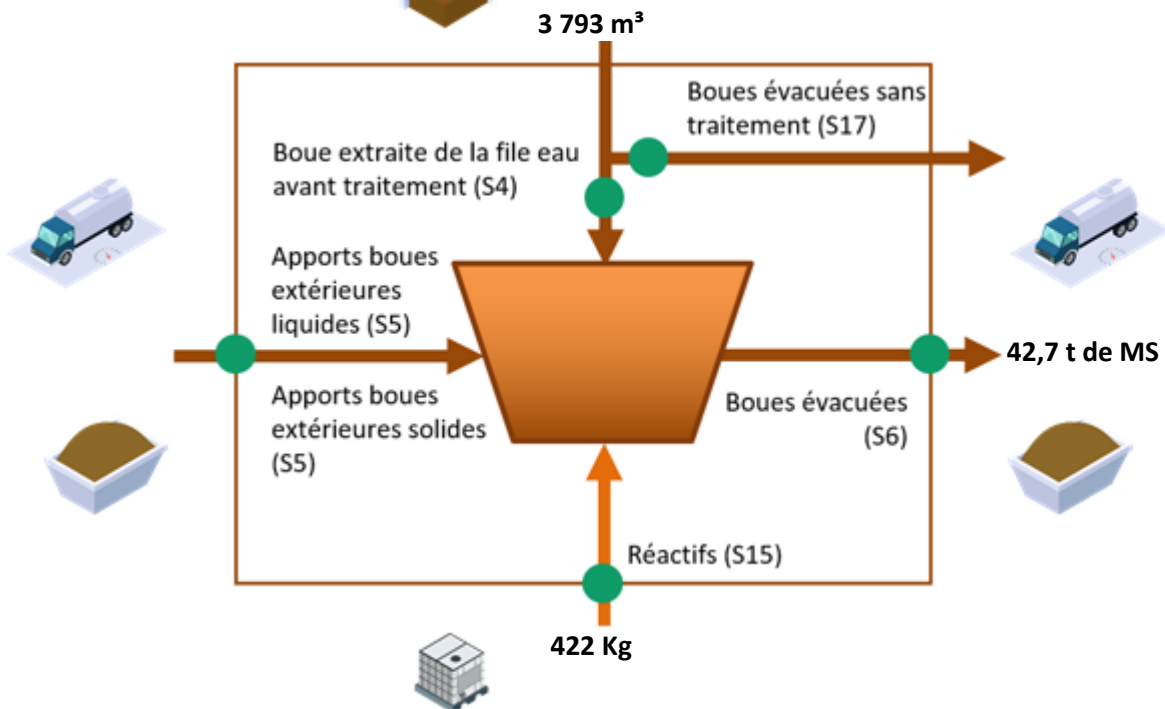 3 793 m³
Boues évacuées sans
traitement (S17)
Boue extraite de la file eau
avant traitement (S4)
Apports boues
extérieures
liquides (S5)
42,7 t de MS
Apports boues
extérieures solides
(S5)
Boues évacuées
(S6)
Réactifs (S15)
422 Kg